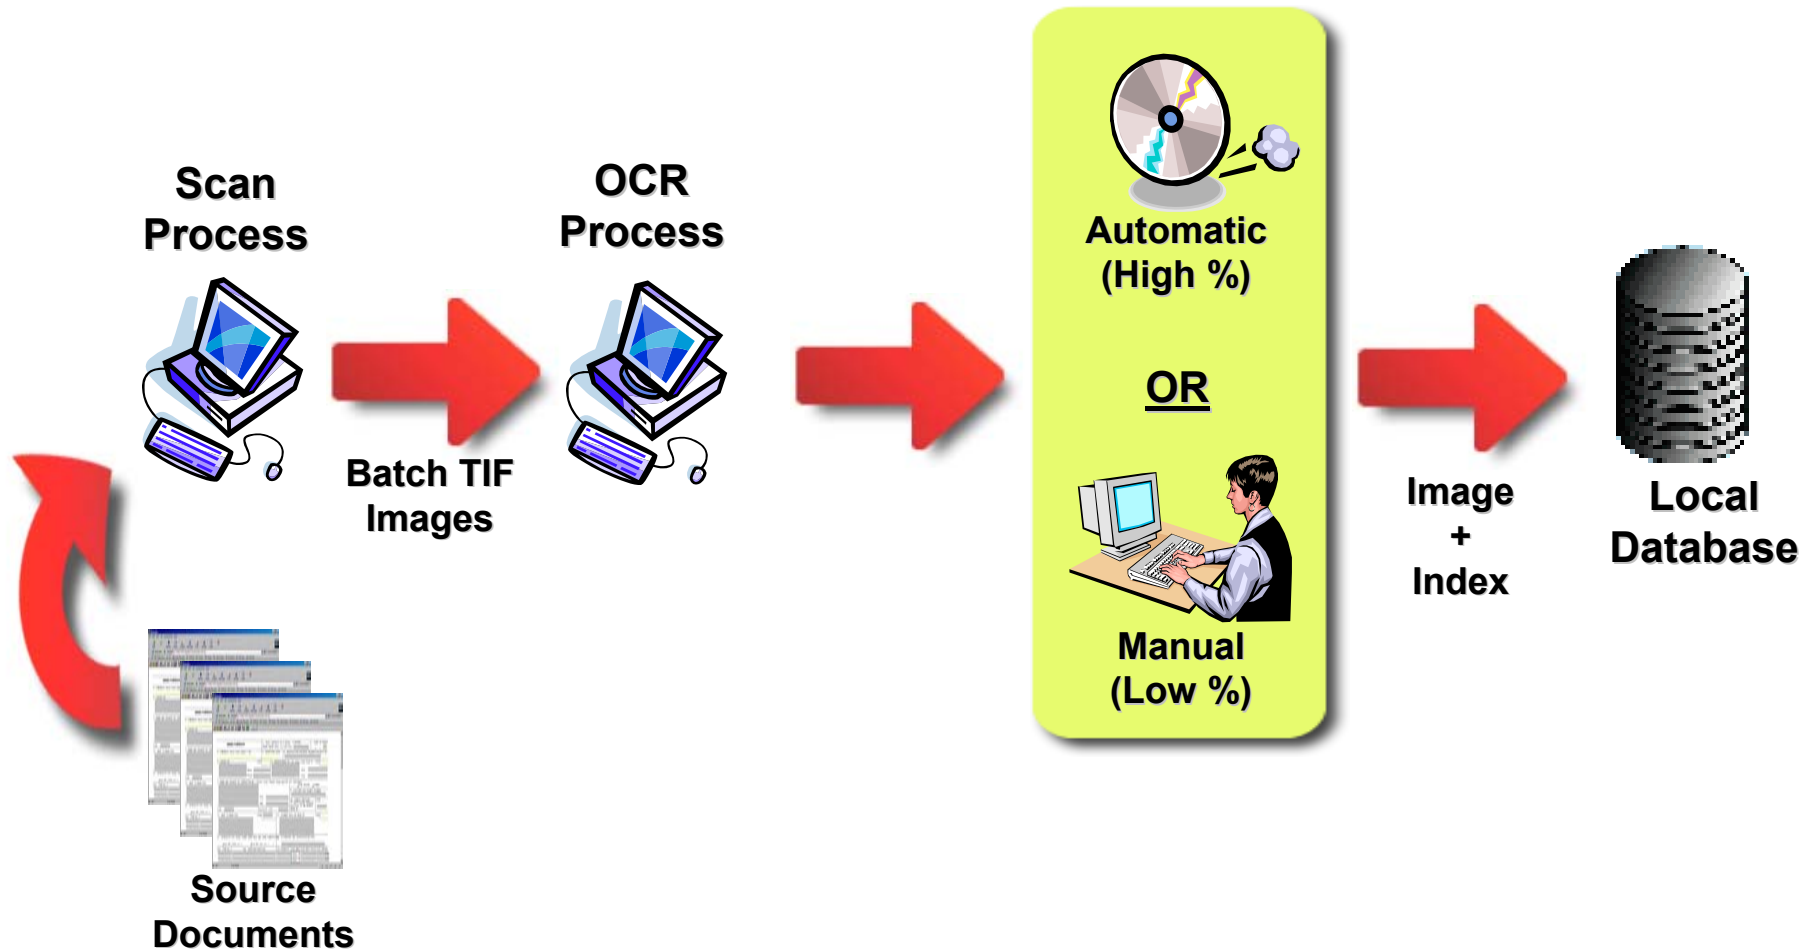 Scan
Process
OCR
Process
Batch TIF
Images
Source
Documents
Automatic
(High %)
OR
Manual
(Low %)
Image
+
Index
Local
Database